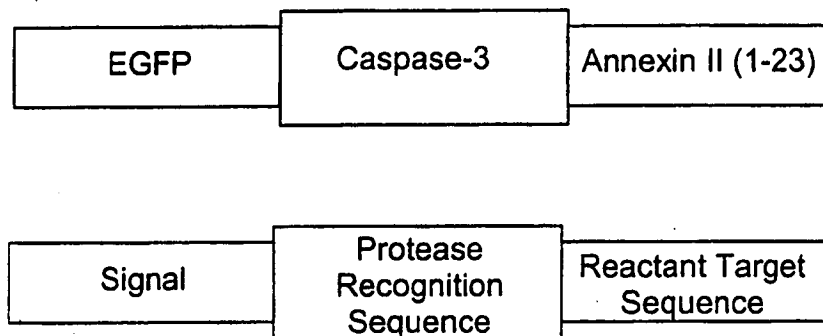 EGFP
Caspase-3
Annexin II (1-23)
Signal
Protease
Recognition
Sequence
Reactant Target
Sequence